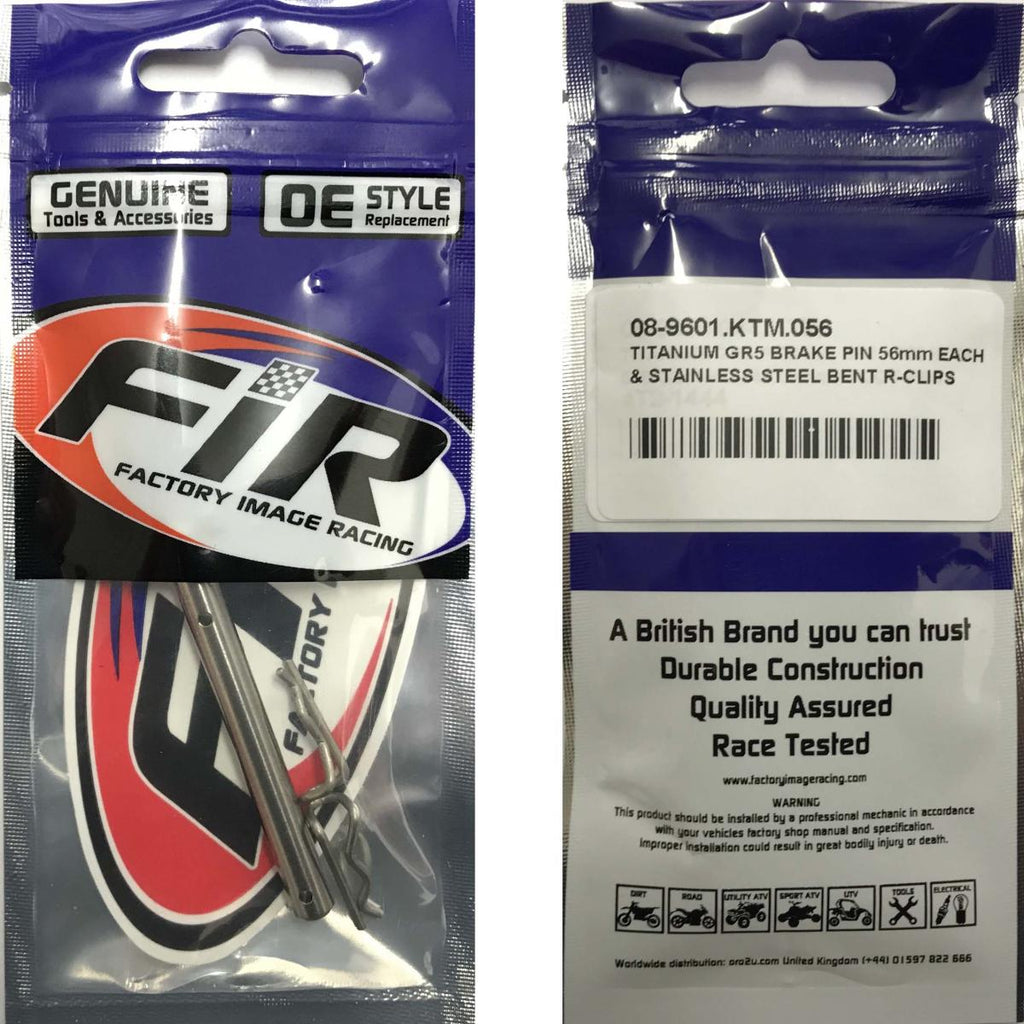 GENUINE
Tools & Accessories
OE STYLE
Replacement
FiR
FACTORY IMAGE RACING
FACTORY
08-9601.KTM.056
TITANIUM GR5 BRAKE PIN 56mm EACH
& STAINLESS STEEL BENT R-CLIPS
A British Brand you can trust
Durable Construction
Quality Assured
Race Tested
www.factoryimageracing.com
WARNING
This product should be installed by a professional mechanic in accordance
with your vehicles factory shop manual and specification.
Improper installation could result in great bodily injury or death.
DIRT ROAD UTILITY ATV SPORT ATV UTV TOOLS ELECTRICAL
Worldwide distribution: pro2u.com United Kingdom (+44) 01597 822 666